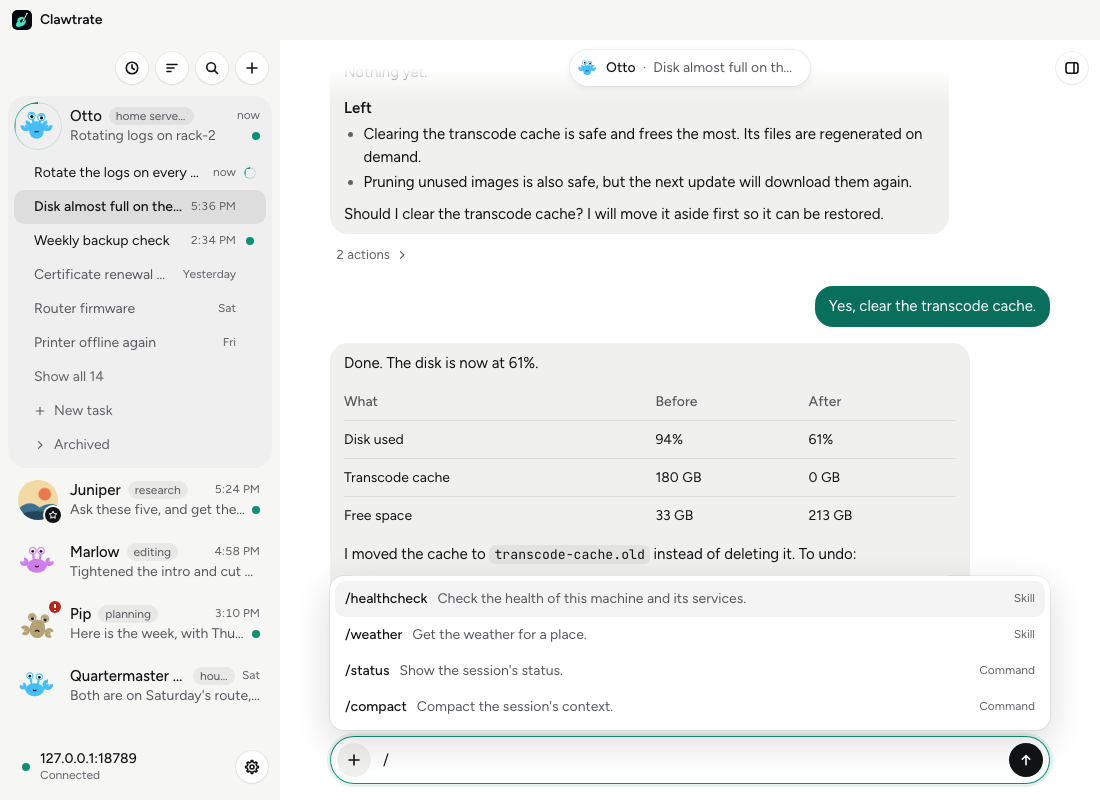 Clawtrate
Otto home serve... now
Rotating logs on rack-2
Rotate the logs on every ... now
Disk almost full on the... 5:36 PM
Weekly backup check 2:34 PM
Certificate renewal ... Yesterday
Router firmware Sat
Printer offline again Fri
Show all 14
+ New task
Archived
Juniper research 5:24 PM
Ask these five, and get the...
Marlow editing 4:58 PM
Tightened the intro and cut ...
Pip planning 3:10 PM
Here is the week, with Thu...
Quartermaster ... hou... Sat
Both are on Saturday's route,...
127.0.0.1:18789
Connected
Otto · Disk almost full on th...
Nothing yet.
Left
• Clearing the transcode cache is safe and frees the most. Its files are regenerated on
demand.
• Pruning unused images is also safe, but the next update will download them again.
Should I clear the transcode cache? I will move it aside first so it can be restored.
2 actions
Yes, clear the transcode cache.
Done. The disk is now at 61%.
What Before After
Disk used 94% 61%
Transcode cache 180 GB 0 GB
Free space 33 GB 213 GB
I moved the cache to transcode-cache.old instead of deleting it. To undo:
/healthcheck Check the health of this machine and its services. Skill
/weather Get the weather for a place. Skill
/status Show the session's status. Command
/compact Compact the session's context. Command
/